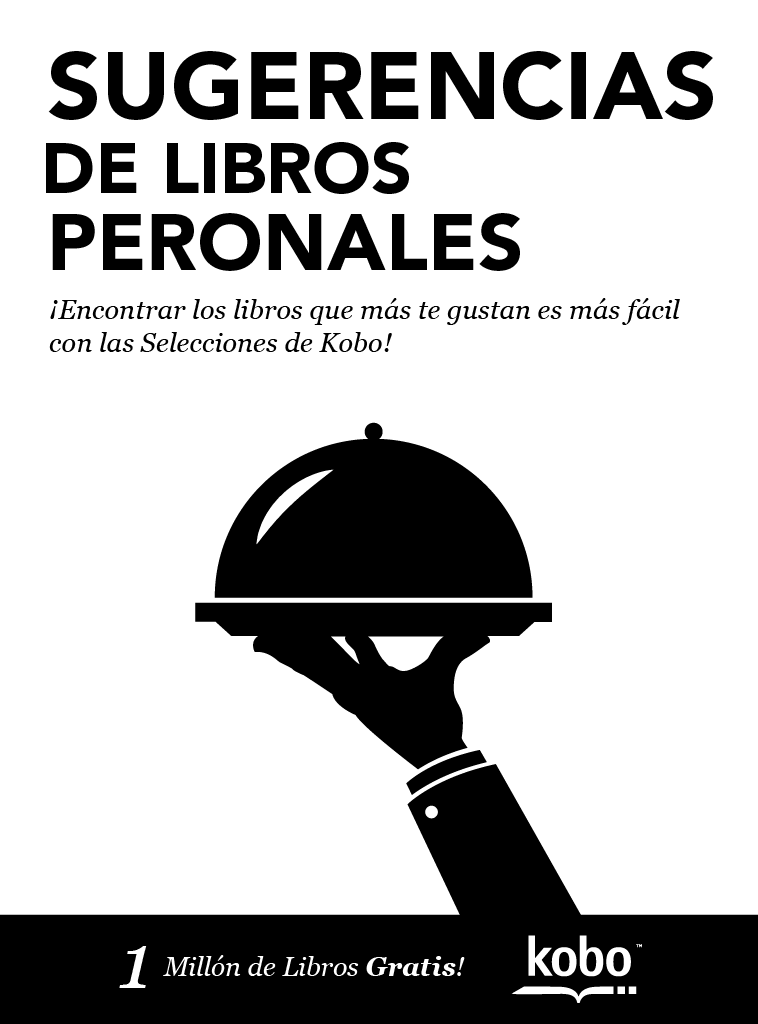 SUGERENCIAS
DE LIBROS
PERONALES
¡Encontrar los libros que más te gustan es más fácil
con las Selecciones de Kobo!
1 Millón de Libros Gratis!
kobo™